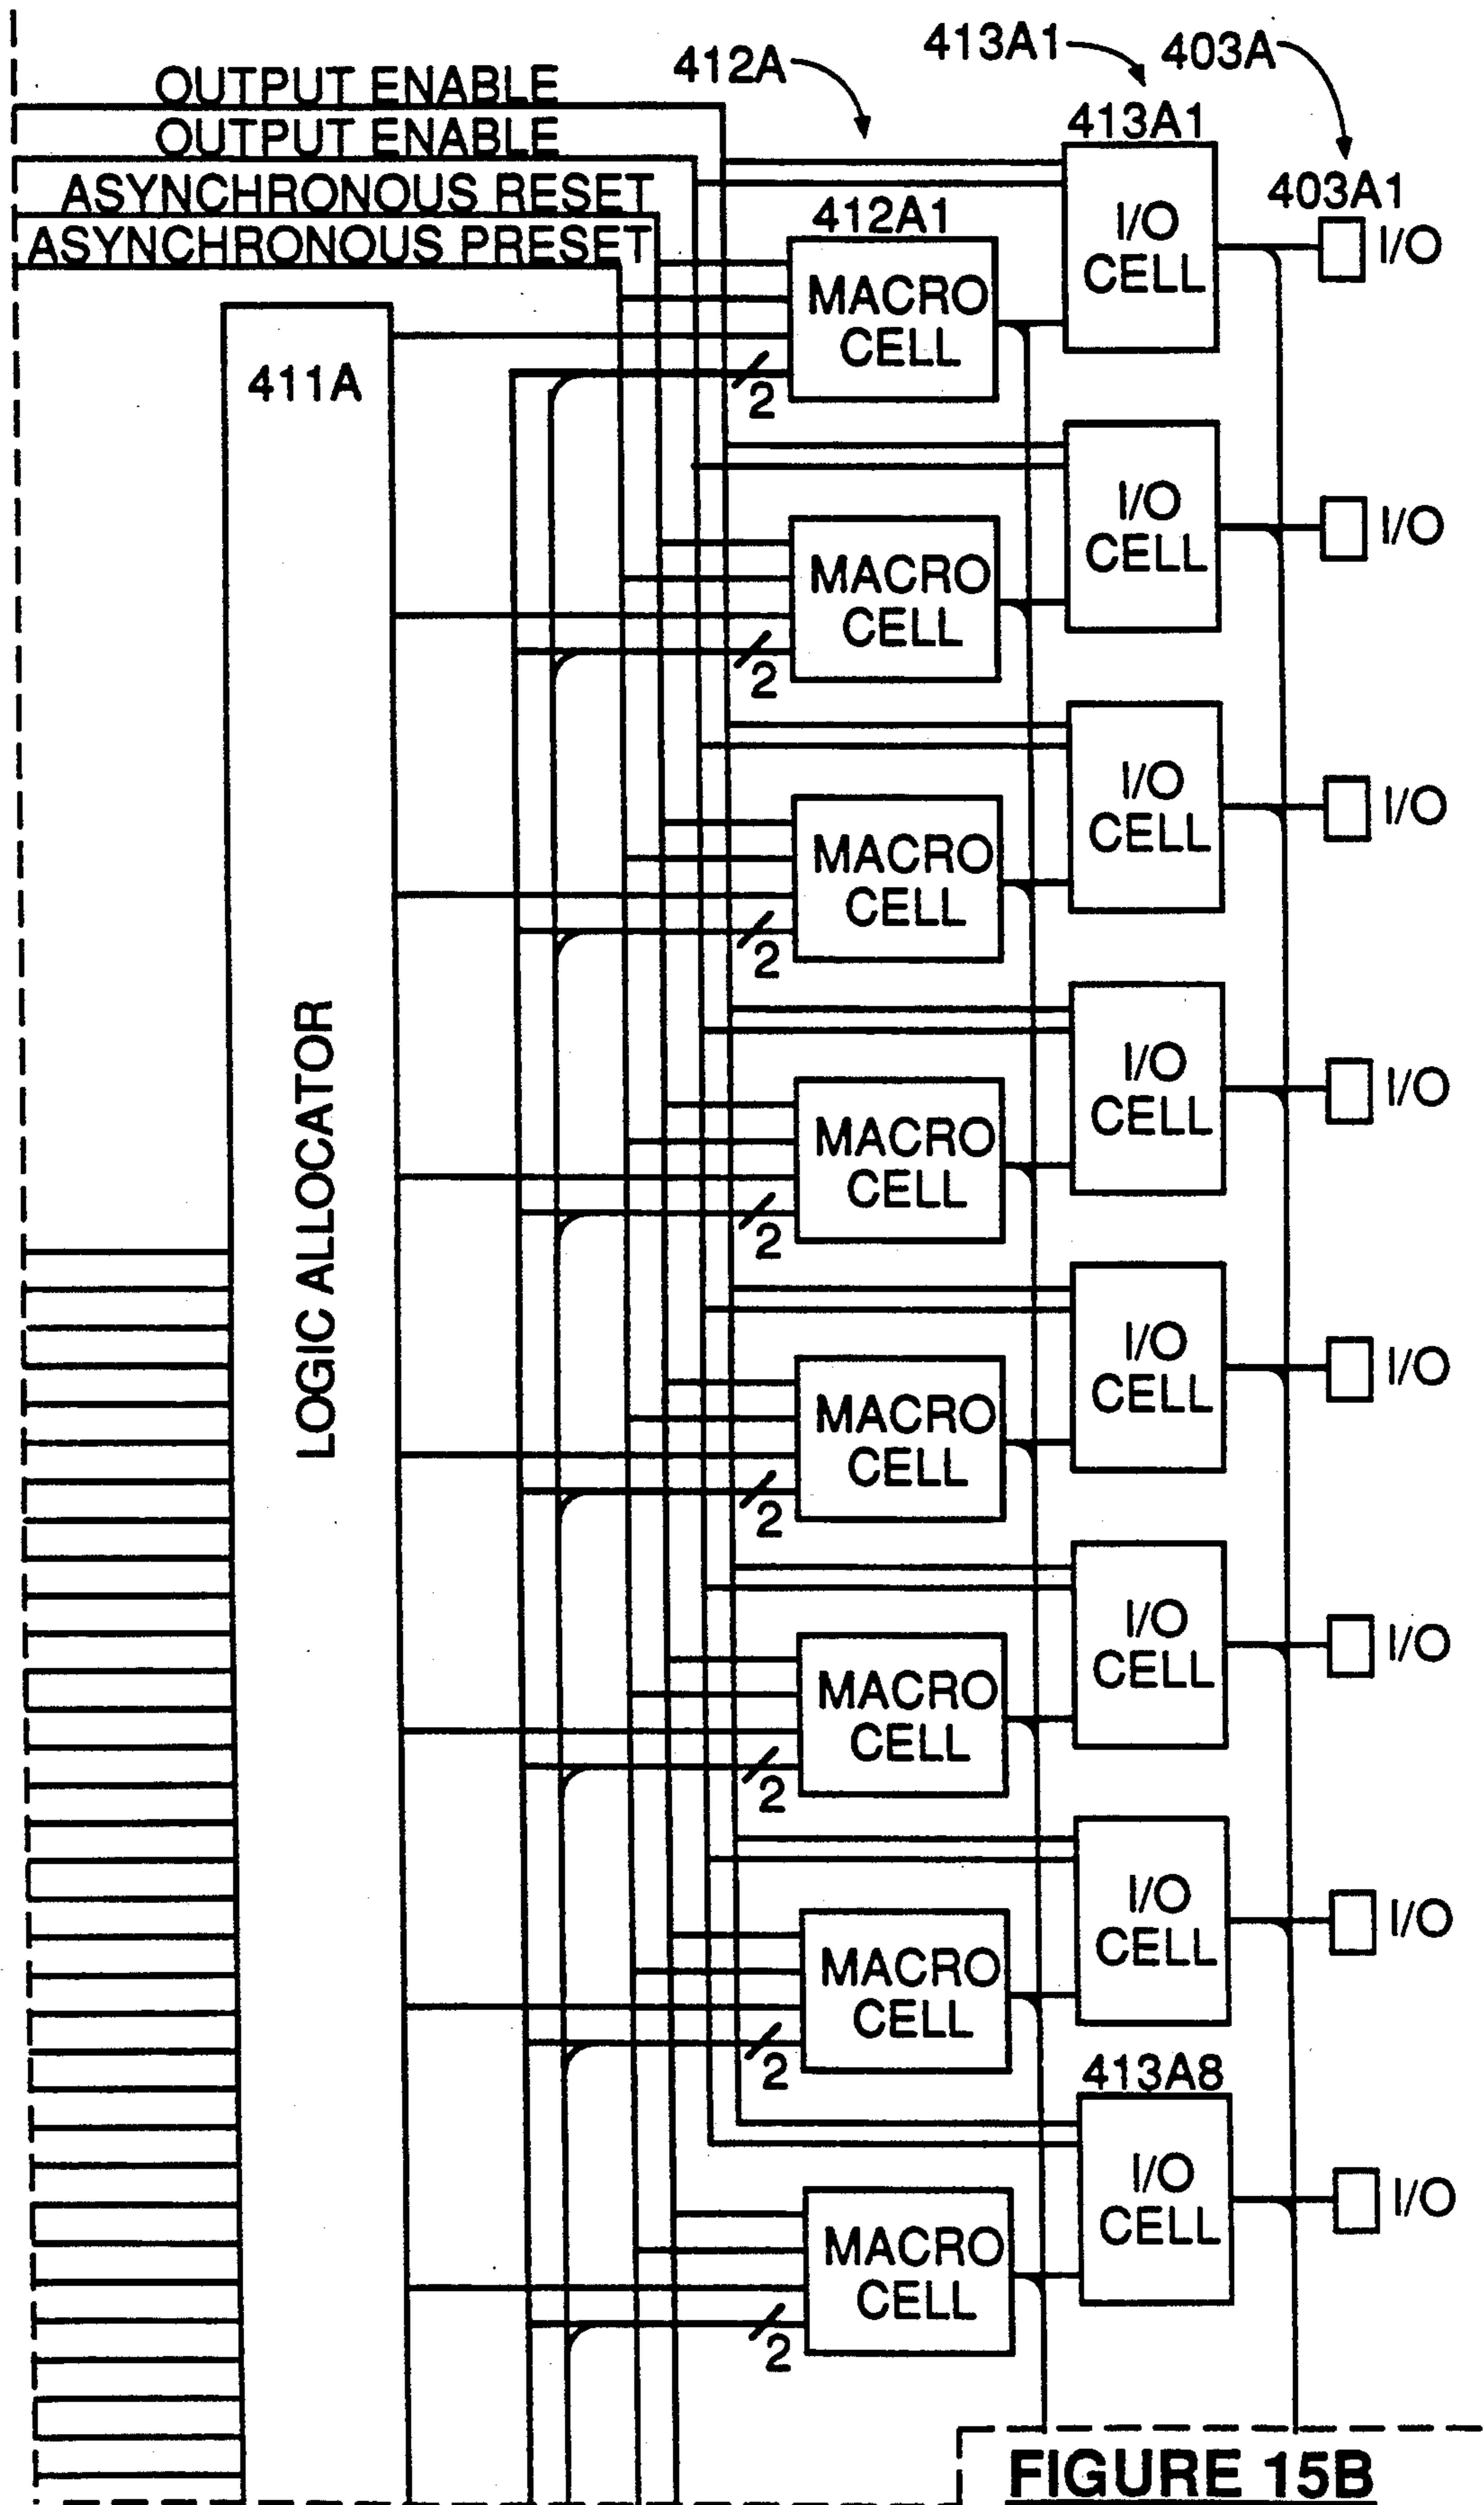 412A
413A1
403A
OUTPUT ENABLE
OUTPUT ENABLE
ASYNCHRONOUS RESET
ASYNCHRONOUS PRESET
413A1
I/O
CELL
403A1
I/O
412A1
MACRO
CELL
2
411A
LOGIC ALLOCATOR
I/O
CELL
I/O
MACRO
CELL
2
I/O
CELL
I/O
MACRO
CELL
2
I/O
CELL
I/O
MACRO
CELL
2
I/O
CELL
I/O
MACRO
CELL
2
I/O
CELL
I/O
MACRO
CELL
2
I/O
CELL
I/O
MACRO
CELL
2
413A8
I/O
CELL
I/O
MACRO
CELL
2
FIGURE 15B